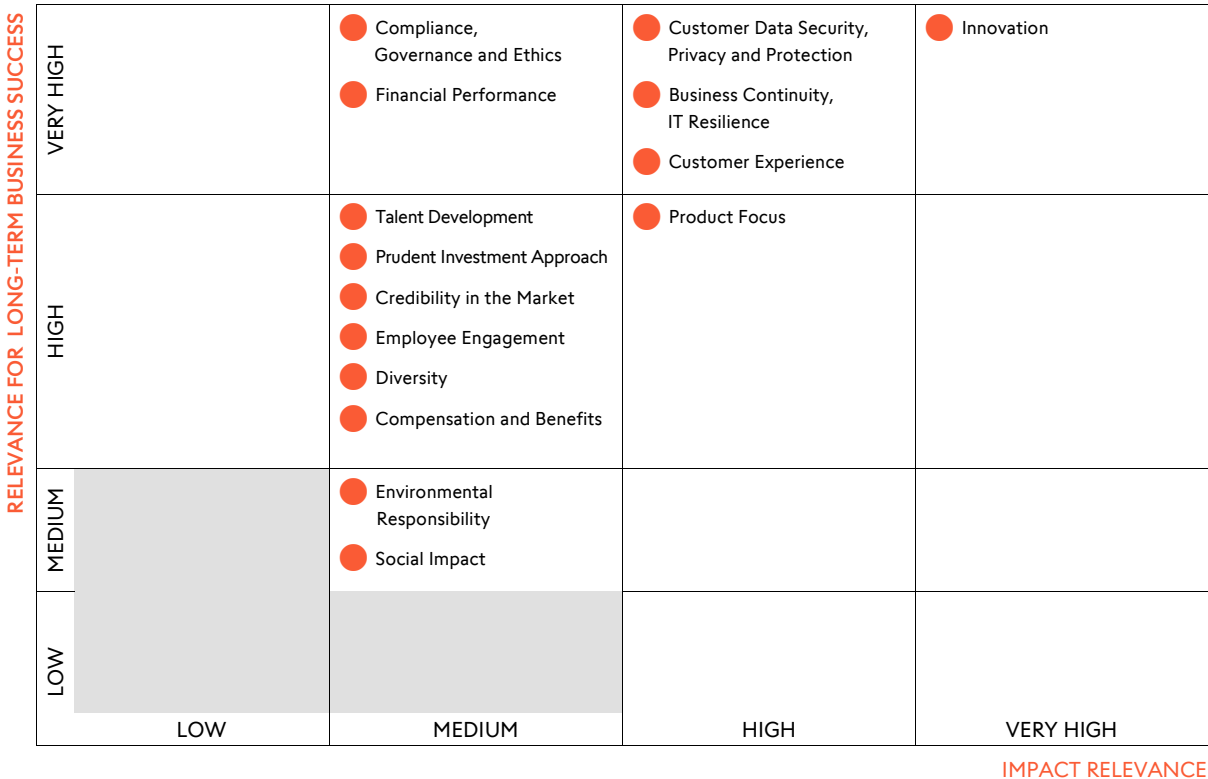 RELEVANCE FOR LONG-TERM BUSINESS SUCCESS
VERY HIGH
Compliance,
Governance and Ethics
Financial Performance
Customer Data Security,
Privacy and Protection
Business Continuity,
IT Resilience
Customer Experience
Innovation
HIGH
Talent Development
Prudent Investment Approach
Credibility in the Market
Employee Engagement
Diversity
Compensation and Benefits
Product Focus
MEDIUM
Environmental
Responsibility
Social Impact
LOW
LOW
MEDIUM
HIGH
VERY HIGH
IMPACT RELEVANCE